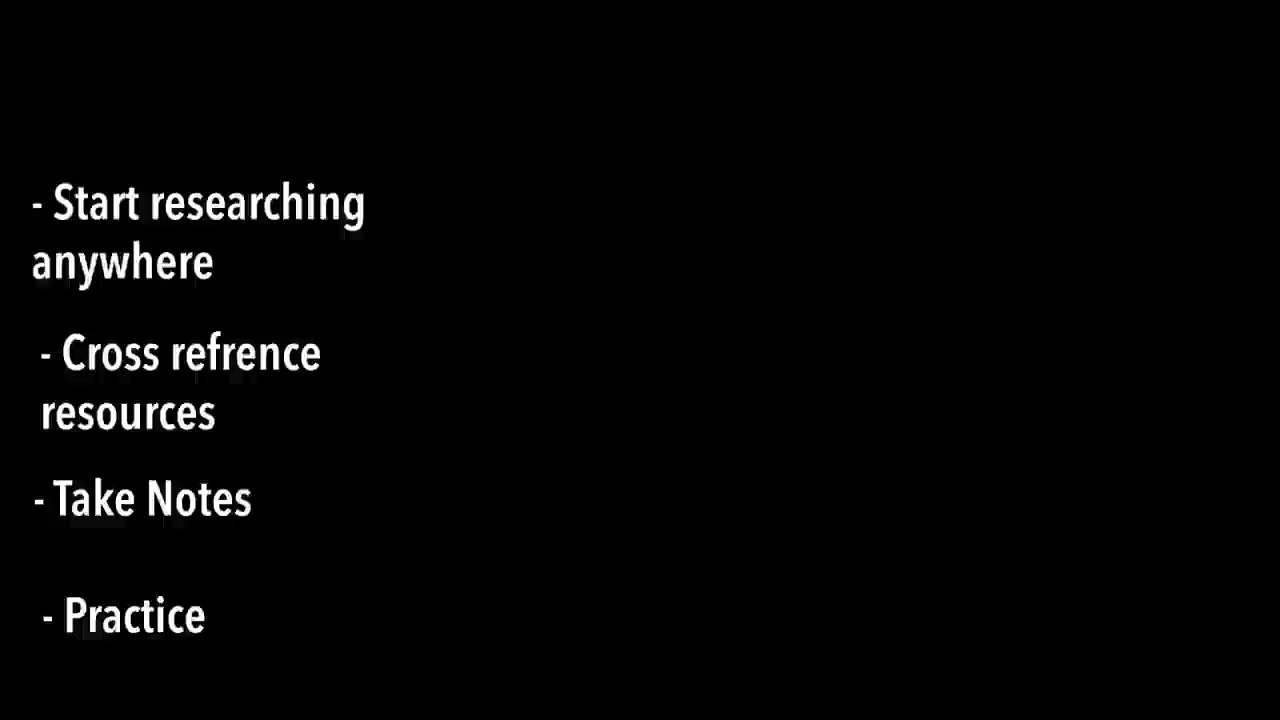 - Start researching
anywhere
- Cross refrence
resources
- Take Notes
- Practice